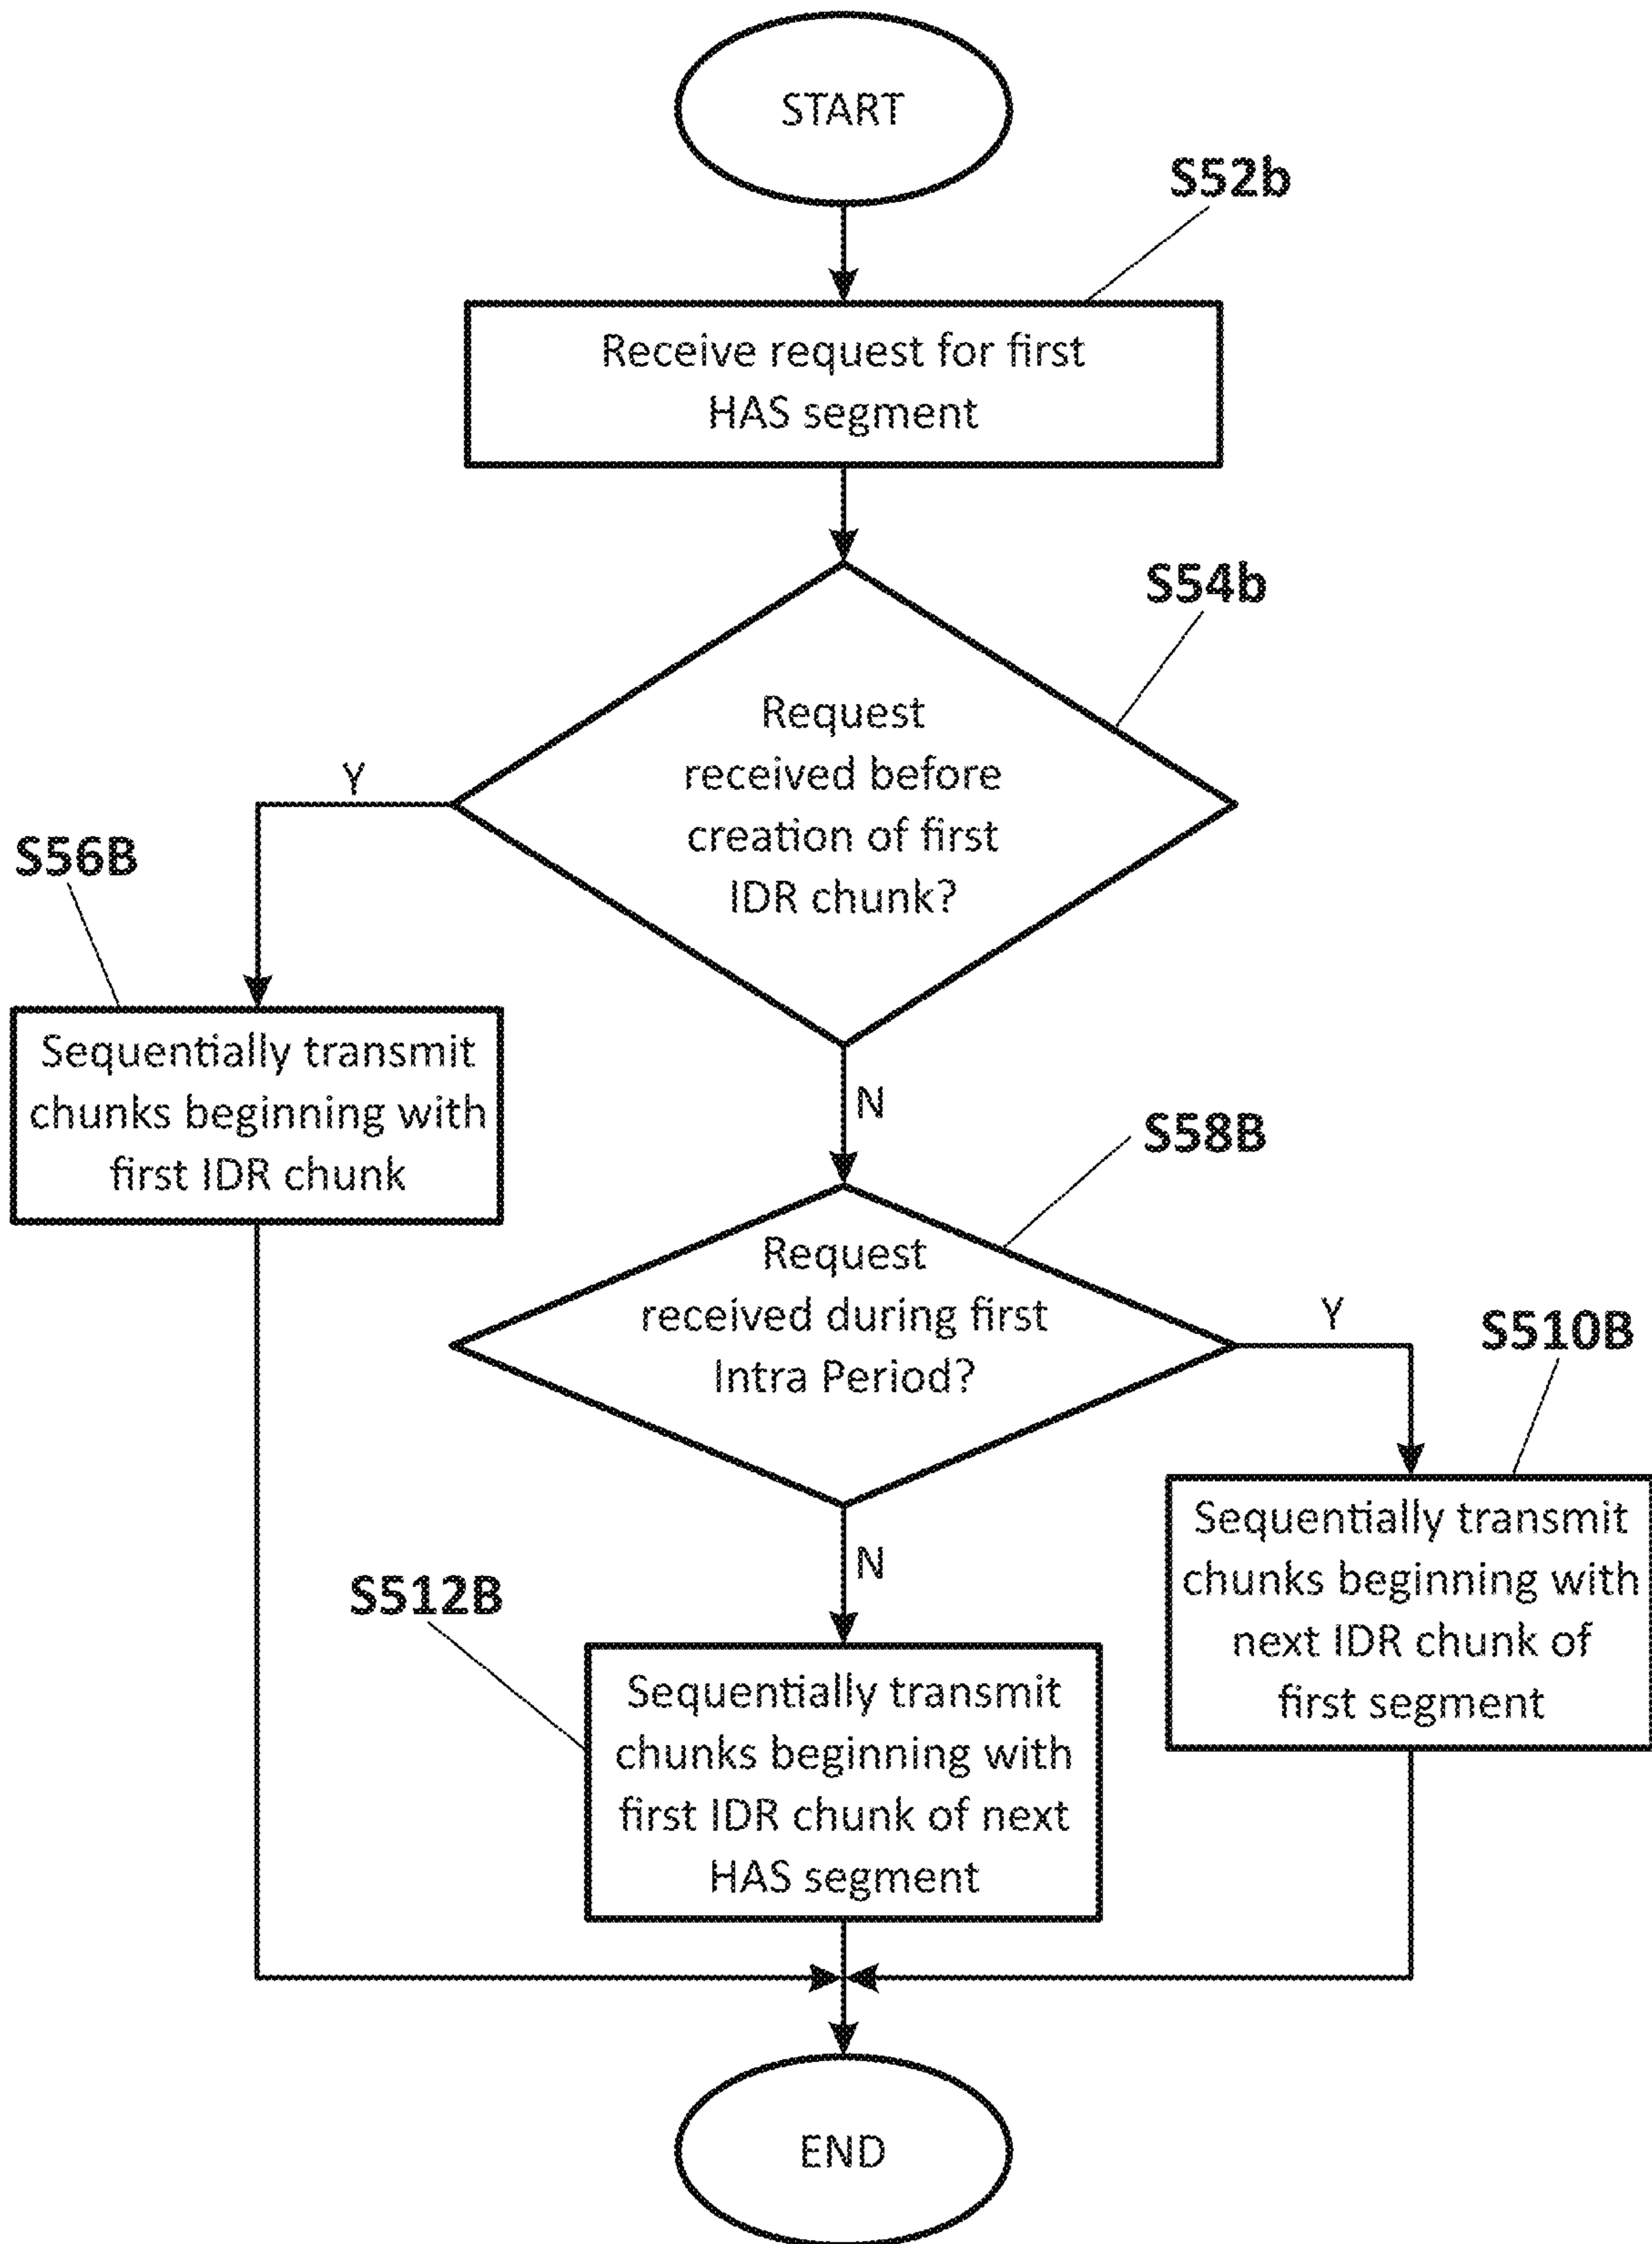 START
S52b
Receive request for first
HAS segment
S54b
Request
received before
creation of first
IDR chunk?
Y
S56B
Sequentially transmit
chunks beginning with
first IDR chunk
N
S58B
Request
received during first
Intra Period?
Y
S510B
Sequentially transmit
chunks beginning with
next IDR chunk of
first segment
N
S512B
Sequentially transmit
chunks beginning with
first IDR chunk of next
HAS segment
END